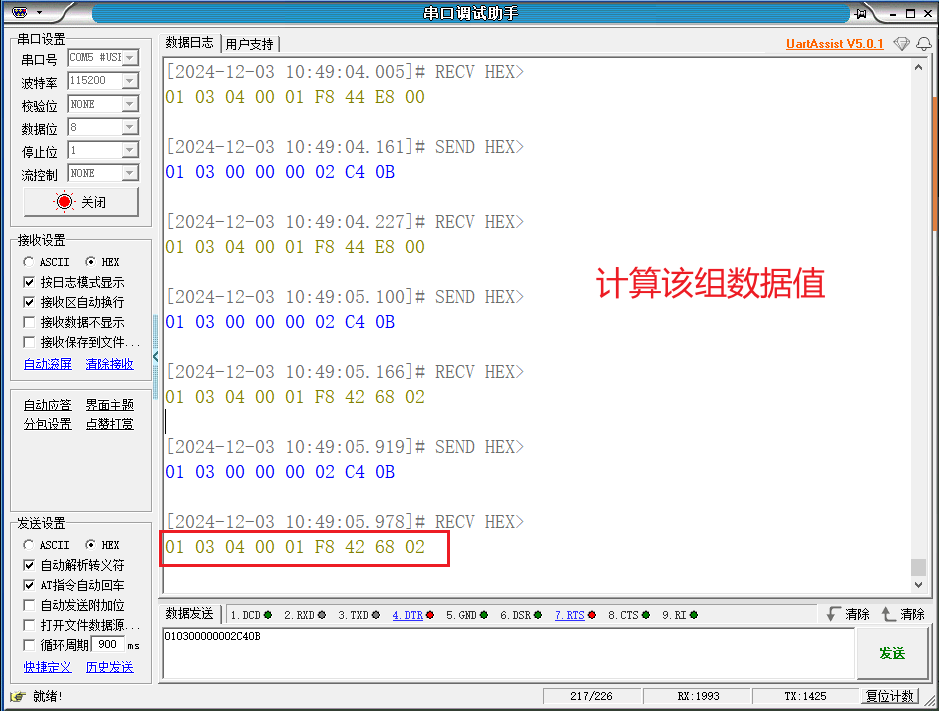 串口调试助手
串口设置
串口号 COM5 #USI
波特率 115200
校验位 NONE
数据位 8
停止位 1
流控制 NONE
关闭
接收设置
ASCII HEX
按日志模式显示
接收区自动换行
接收数据不显示
接收保存到文件...
自动滚屏 清除接收
自动应答 界面主题
分包设置 点赞打赏
发送设置
ASCII HEX
自动解析转义符
AT指令自动回车
自动发送附加位
打开文件数据源...
循环周期 900 ms
快捷定义 历史发送
数据日志 用户支持 UartAssist V5.0.1
[2024-12-03 10:49:04.005]# RECV HEX>
01 03 04 00 01 F8 44 E8 00
[2024-12-03 10:49:04.161]# SEND HEX>
01 03 00 00 00 02 C4 0B
[2024-12-03 10:49:04.227]# RECV HEX>
01 03 04 00 01 F8 44 E8 00
[2024-12-03 10:49:05.100]# SEND HEX>
01 03 00 00 00 02 C4 0B
[2024-12-03 10:49:05.166]# RECV HEX>
01 03 04 00 01 F8 42 68 02
[2024-12-03 10:49:05.919]# SEND HEX>
01 03 00 00 00 02 C4 0B
[2024-12-03 10:49:05.978]# RECV HEX>
01 03 04 00 01 F8 42 68 02
计算该组数据值
数据发送 1.DCD 2.RXD 3.TXD 4.DTR 5.GND 6.DSR 7.RTS 8.CTS 9.RI 清除 清除
010300000002C40B
发送
就绪! 217/226 RX:1993 TX:1425 复位计数